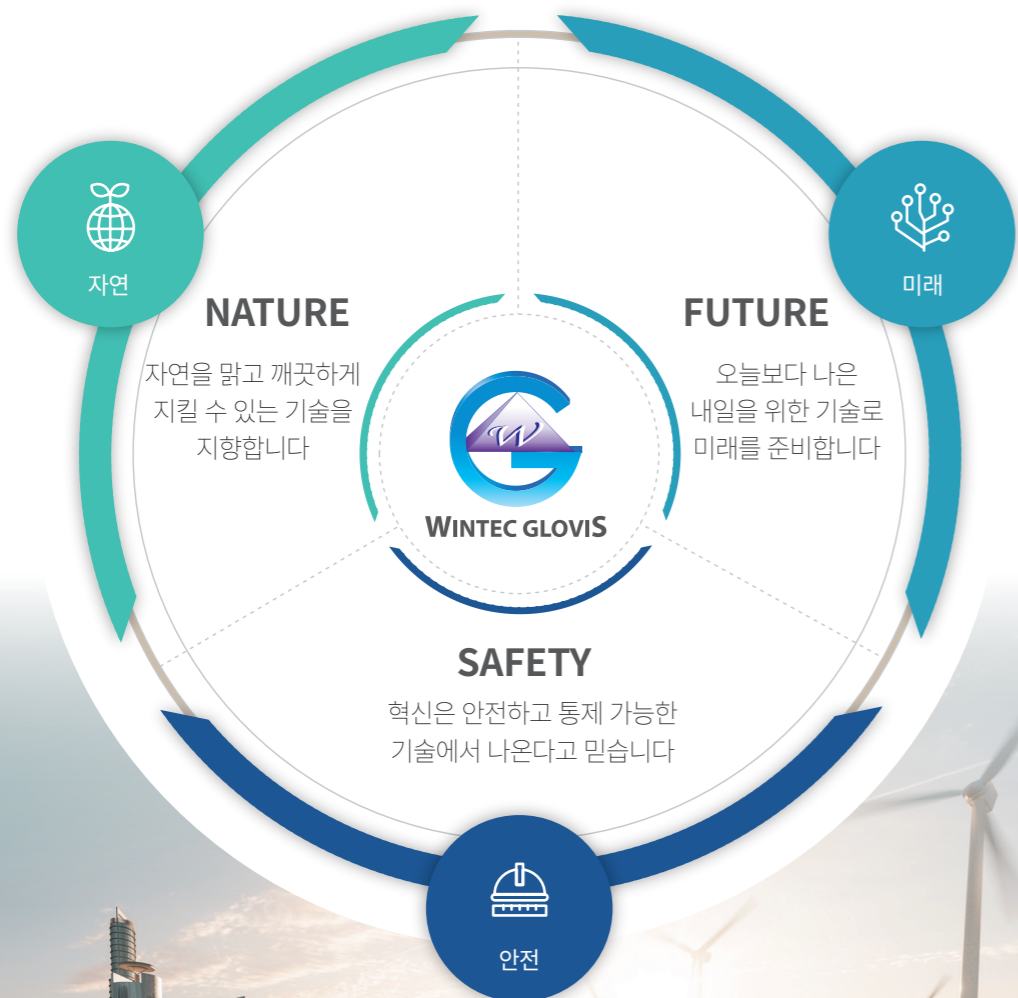 자연
NATURE
자연을 맑고 깨끗하게
지킬 수 있는 기술을
지향합니다
미래
FUTURE
오늘보다 나은
내일을 위한 기술로
미래를 준비합니다
W
WINTEC GLOVIS
SAFETY
혁신은 안전하고 통제 가능한
기술에서 나온다고 믿습니다
안전